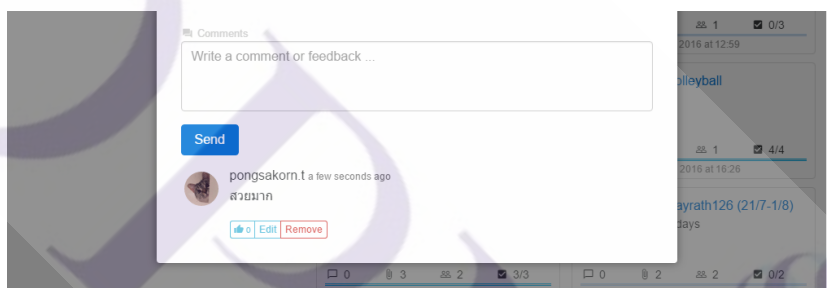 Comments
Write a comment or feedback ...
Send
pongsakorn.t a few seconds ago
สวยมาก
0 Edit Remove
1 0/3
2016 at 12:59
olleyball
1 4/4
2016 at 16:26
ayrath126 (21/7-1/8)
days
0 3 2 3/3
0 2 2 0/2